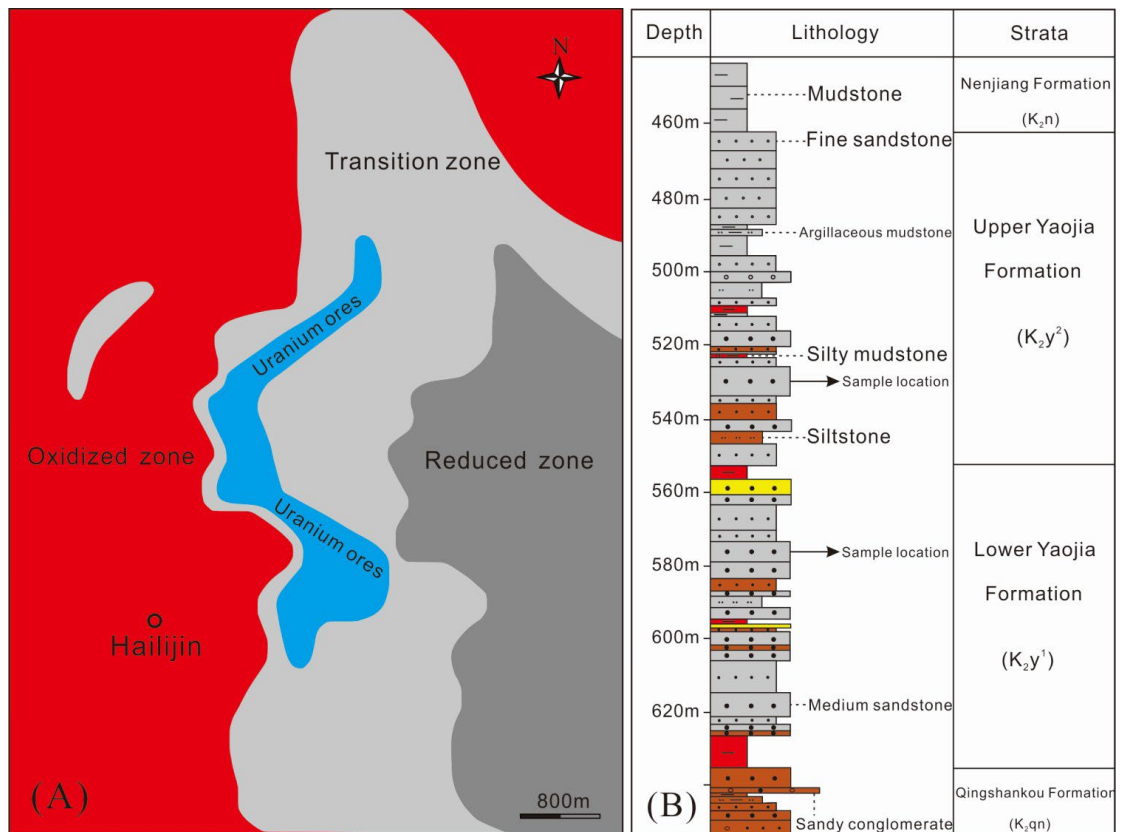 N
Transition zone
Uranium ores
Oxidized zone
Reduced zone
Uranium ores
Hailijin
(A)
800m
Depth
Lithology
Strata
460m
480m
500m
520m
540m
560m
580m
600m
620m
Mudstone
Fine sandstone
Argillaceous mudstone
Silty mudstone
Sample location
Siltstone
Sample location
Medium sandstone
Sandy conglomerate
Nenjiang Formation
(K₂n)
Upper Yaojia
Formation
(K₂y²)
Lower Yaojia
Formation
(K₂y¹)
Qingshankou Formation
(K₂qn)
(B)